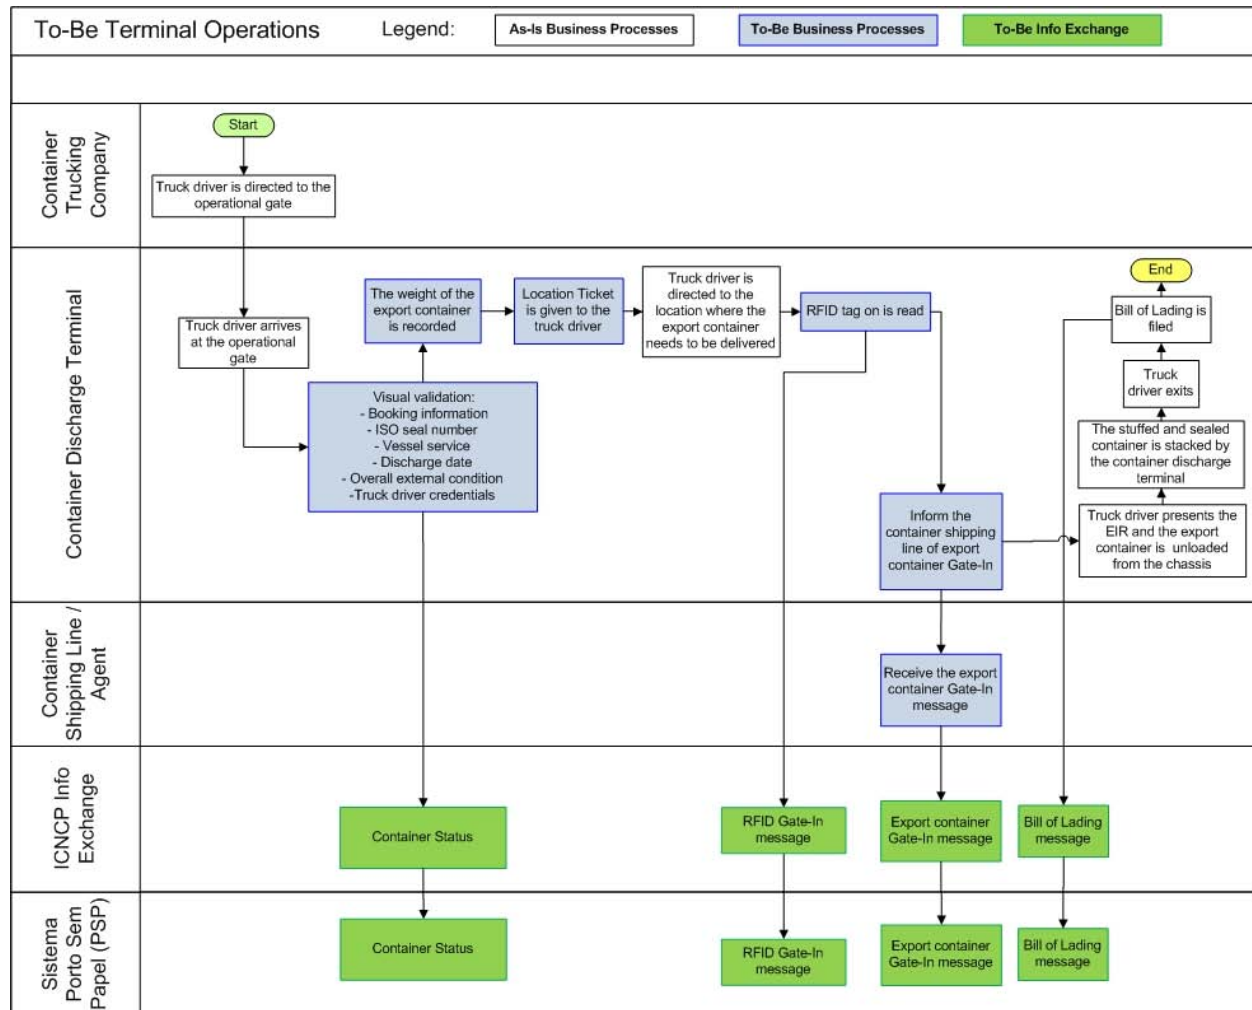 To-Be Terminal Operations
Legend:
As-Is Business Processes
To-Be Business Processes
To-Be Info Exchange
Container
Trucking
Company
Start
Truck driver is directed to the
operational gate
Container Discharge Terminal
Truck driver arrives
at the operational
gate
The weight of the
export container
is recorded
Location Ticket
is given to the
truck driver
Truck driver is
directed to the
location where the
export container
needs to be delivered
RFID tag on is read
End
Bill of Lading is
filed
Truck
driver exits
The stuffed and sealed
container is stacked by
the container discharge
terminal
Truck driver presents the
EIR and the export
container is unloaded
from the chassis
Visual validation:
- Booking information
- ISO seal number
- Vessel service
- Discharge date
- Overall external condition
-Truck driver credentials
Inform the
container shipping
line of export
container Gate-In
Container
Shipping Line /
Agent
Receive the export
container Gate-In
message
ICNCP Info
Exchange
Container Status
RFID Gate-In
message
Export container
Gate-In message
Bill of Lading
message
Sistema
Porto Sem
Papel (PSP)
Container Status
RFID Gate-In
message
Export container
Gate-In message
Bill of Lading
message